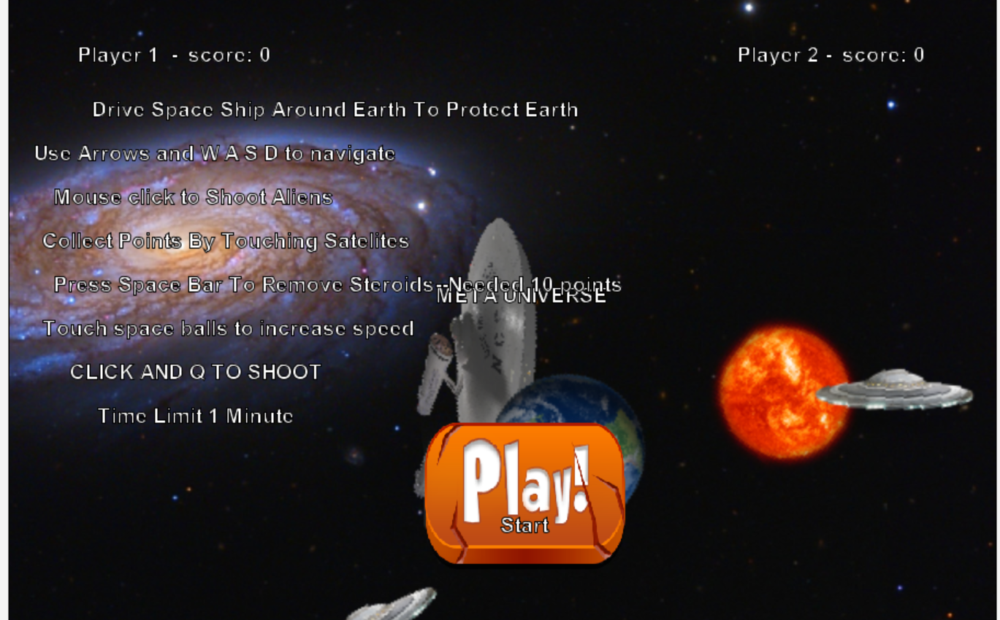 Player 1 - score: 0
Player 2 - score: 0
Drive Space Ship Around Earth To Protect Earth
Use Arrows and W A S D to navigate
Mouse click to Shoot Aliens
Collect Points By Touching Satelites
Press Space Bar To Remove Steroids--Needed 10 points
META UNIVERSE
Touch space balls to increase speed
CLICK AND Q TO SHOOT
Time Limit 1 Minute
Play!
Start